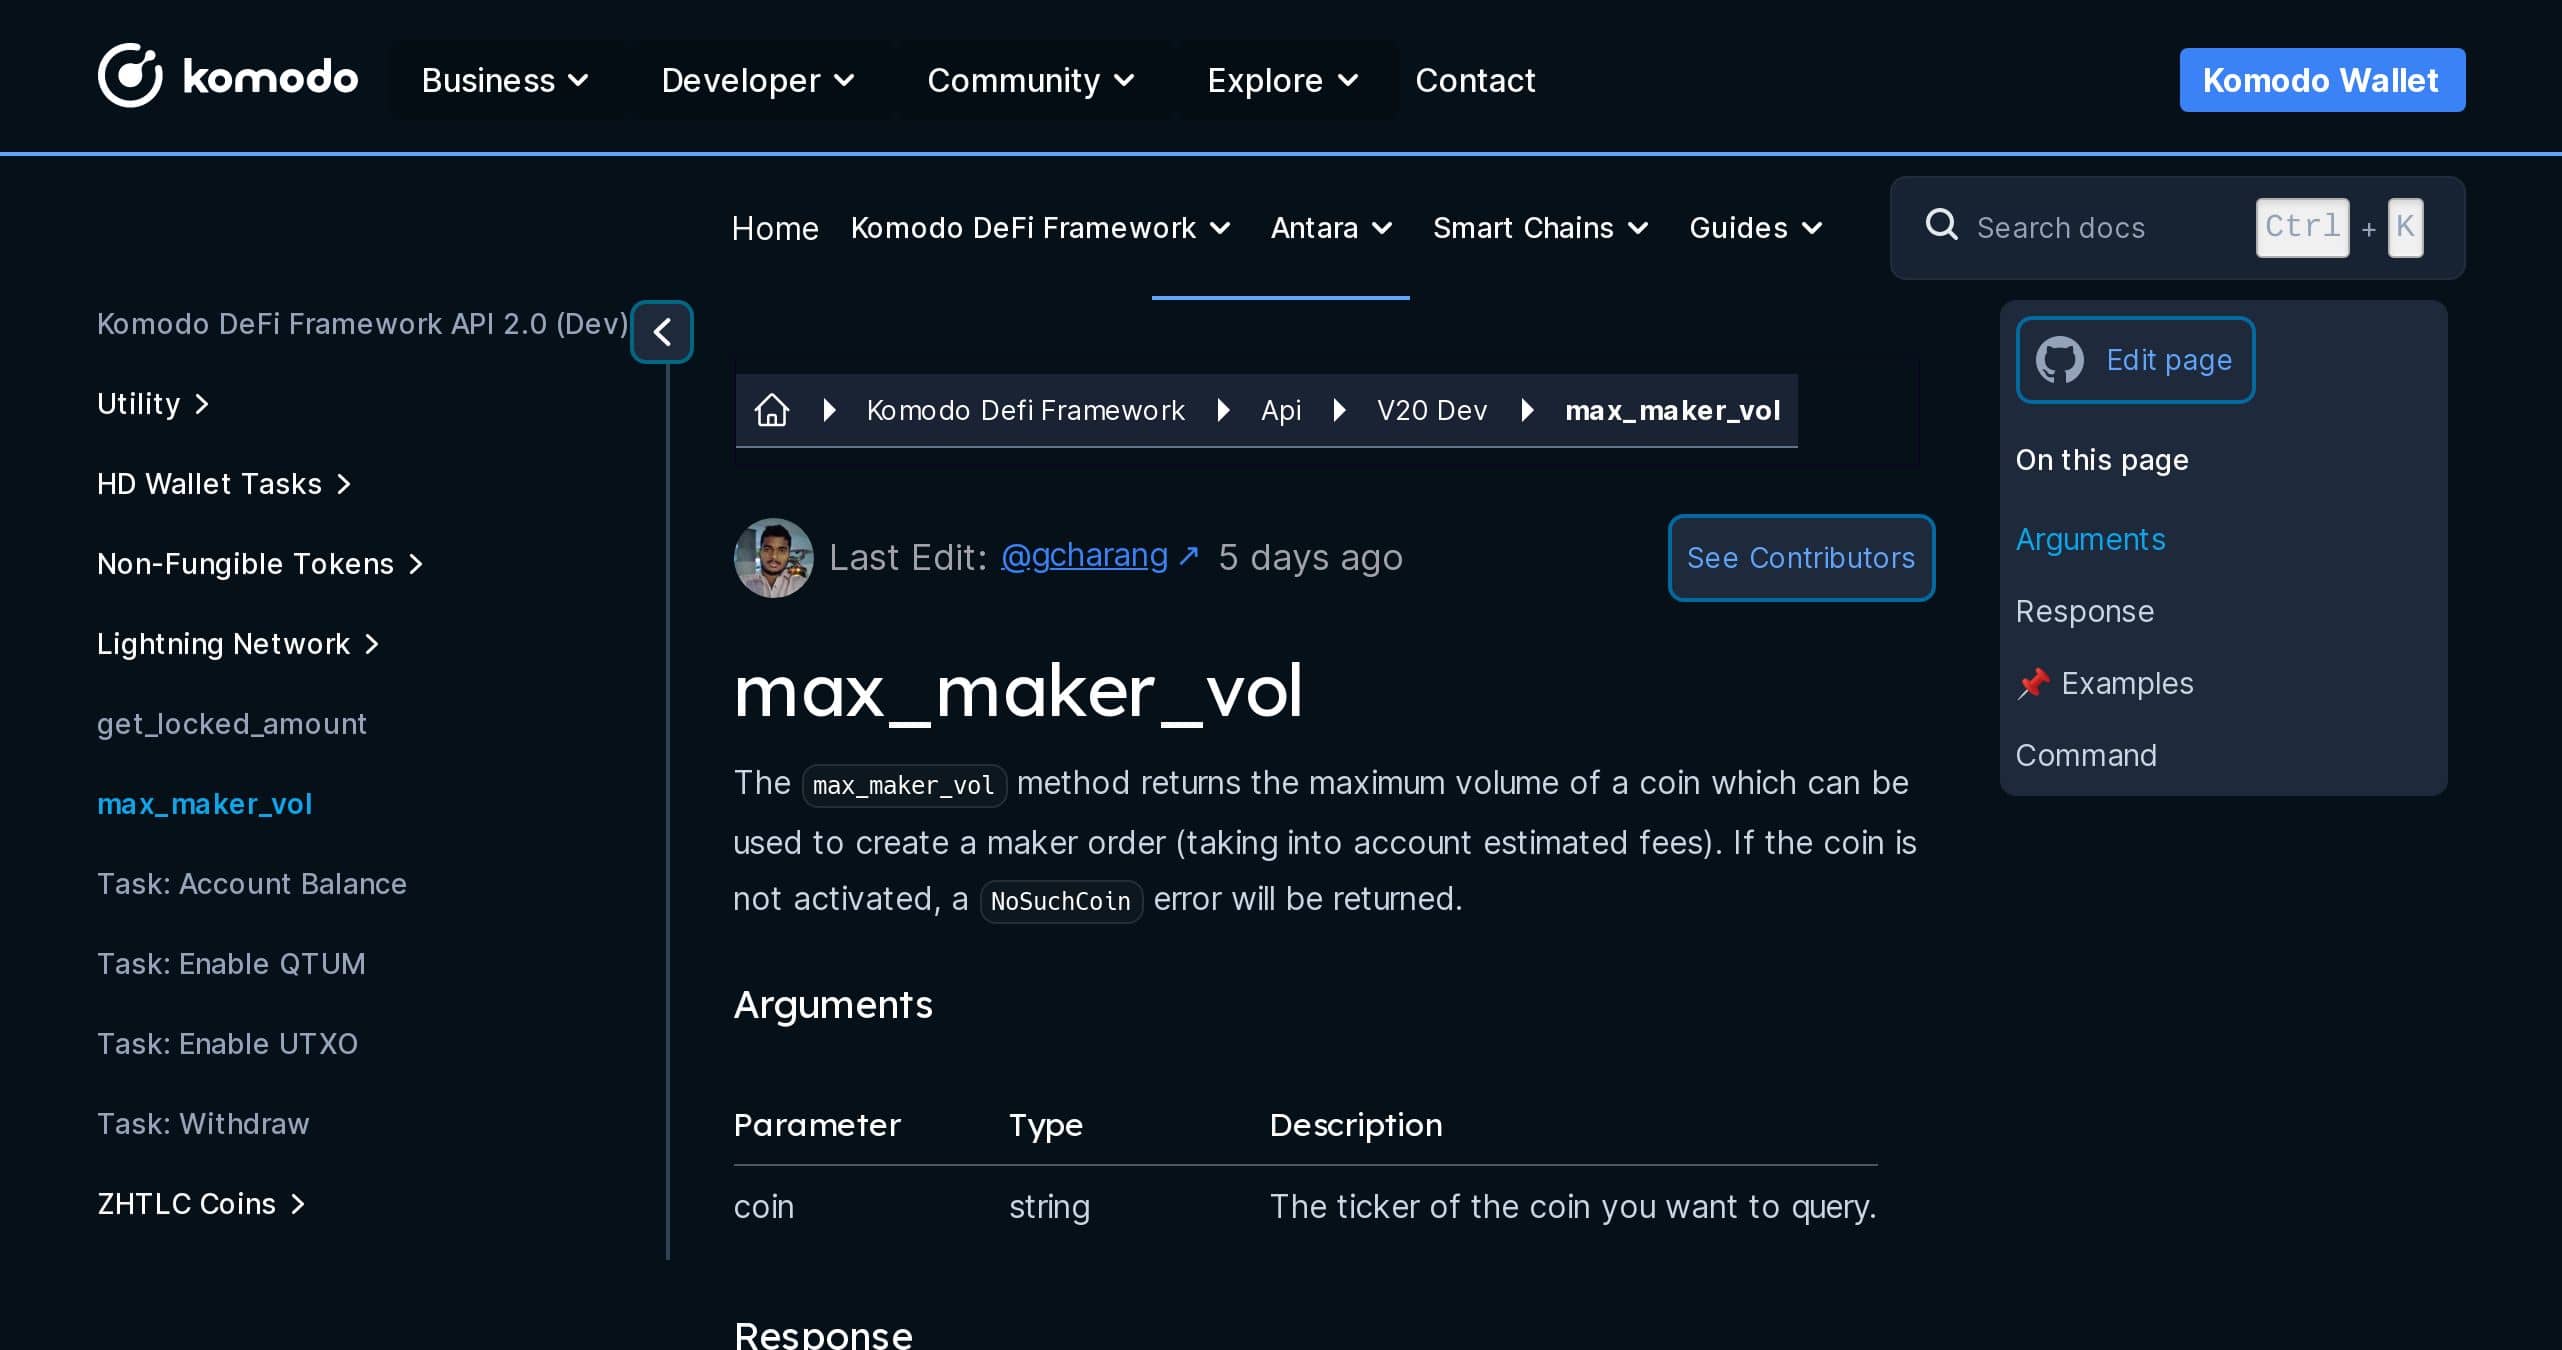 komodo Business Developer Community Explore Contact Komodo Wallet
Home Komodo DeFi Framework Antara Smart Chains Guides Search docs Ctrl + K
Komodo DeFi Framework API 2.0 (Dev)
Utility
HD Wallet Tasks
Non-Fungible Tokens
Lightning Network
get_locked_amount
max_maker_vol
Task: Account Balance
Task: Enable QTUM
Task: Enable UTXO
Task: Withdraw
ZHTLC Coins
Komodo Defi Framework Api V20 Dev max_maker_vol
Last Edit: @gcharang ↗ 5 days ago See Contributors
max_maker_vol
The max_maker_vol method returns the maximum volume of a coin which can be
used to create a maker order (taking into account estimated fees). If the coin is
not activated, a NoSuchCoin error will be returned.
Arguments
Parameter Type Description
coin string The ticker of the coin you want to query.
Response
Edit page
On this page
Arguments
Response
📌 Examples
Command